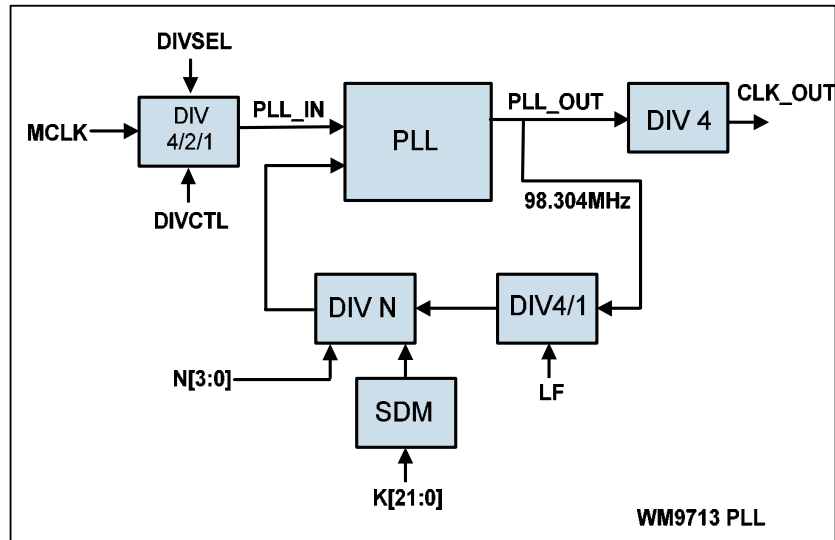 DIVSEL
MCLK
DIV
4/2/1
DIVCTL
PLL_IN
PLL
PLL_OUT
DIV 4
CLK_OUT
98.304MHz
DIV N
DIV4/1
N[3:0]
SDM
LF
K[21:0]
WM9713 PLL